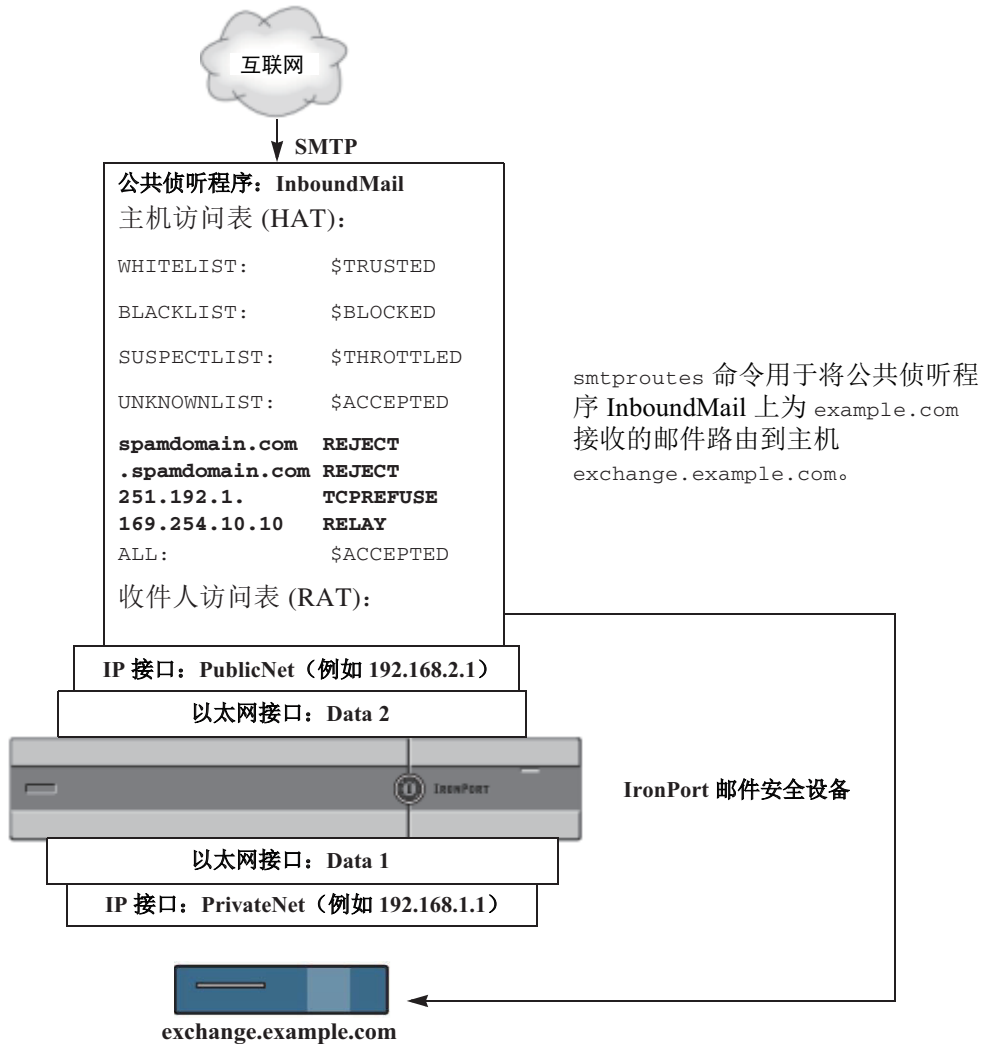 互联网
SMTP
公共侦听程序：InboundMail
主机访问表 (HAT)：
WHITELIST: $TRUSTED
BLACKLIST: $BLOCKED
SUSPECTLIST: $THROTTLED
UNKNOWNLIST: $ACCEPTED
spamdomain.com REJECT
.spamdomain.com REJECT
251.192.1. TCPREFUSE
169.254.10.10 RELAY
ALL: $ACCEPTED
收件人访问表 (RAT)：
smtproutes 命令用于将公共侦听程
序 InboundMail 上为 example.com
接收的邮件路由到主机
exchange.example.com。
IP 接口：PublicNet（例如 192.168.2.1）
以太网接口：Data 2
IRONPORT
IronPort 邮件安全设备
以太网接口：Data 1
IP 接口：PrivateNet（例如 192.168.1.1）
exchange.example.com